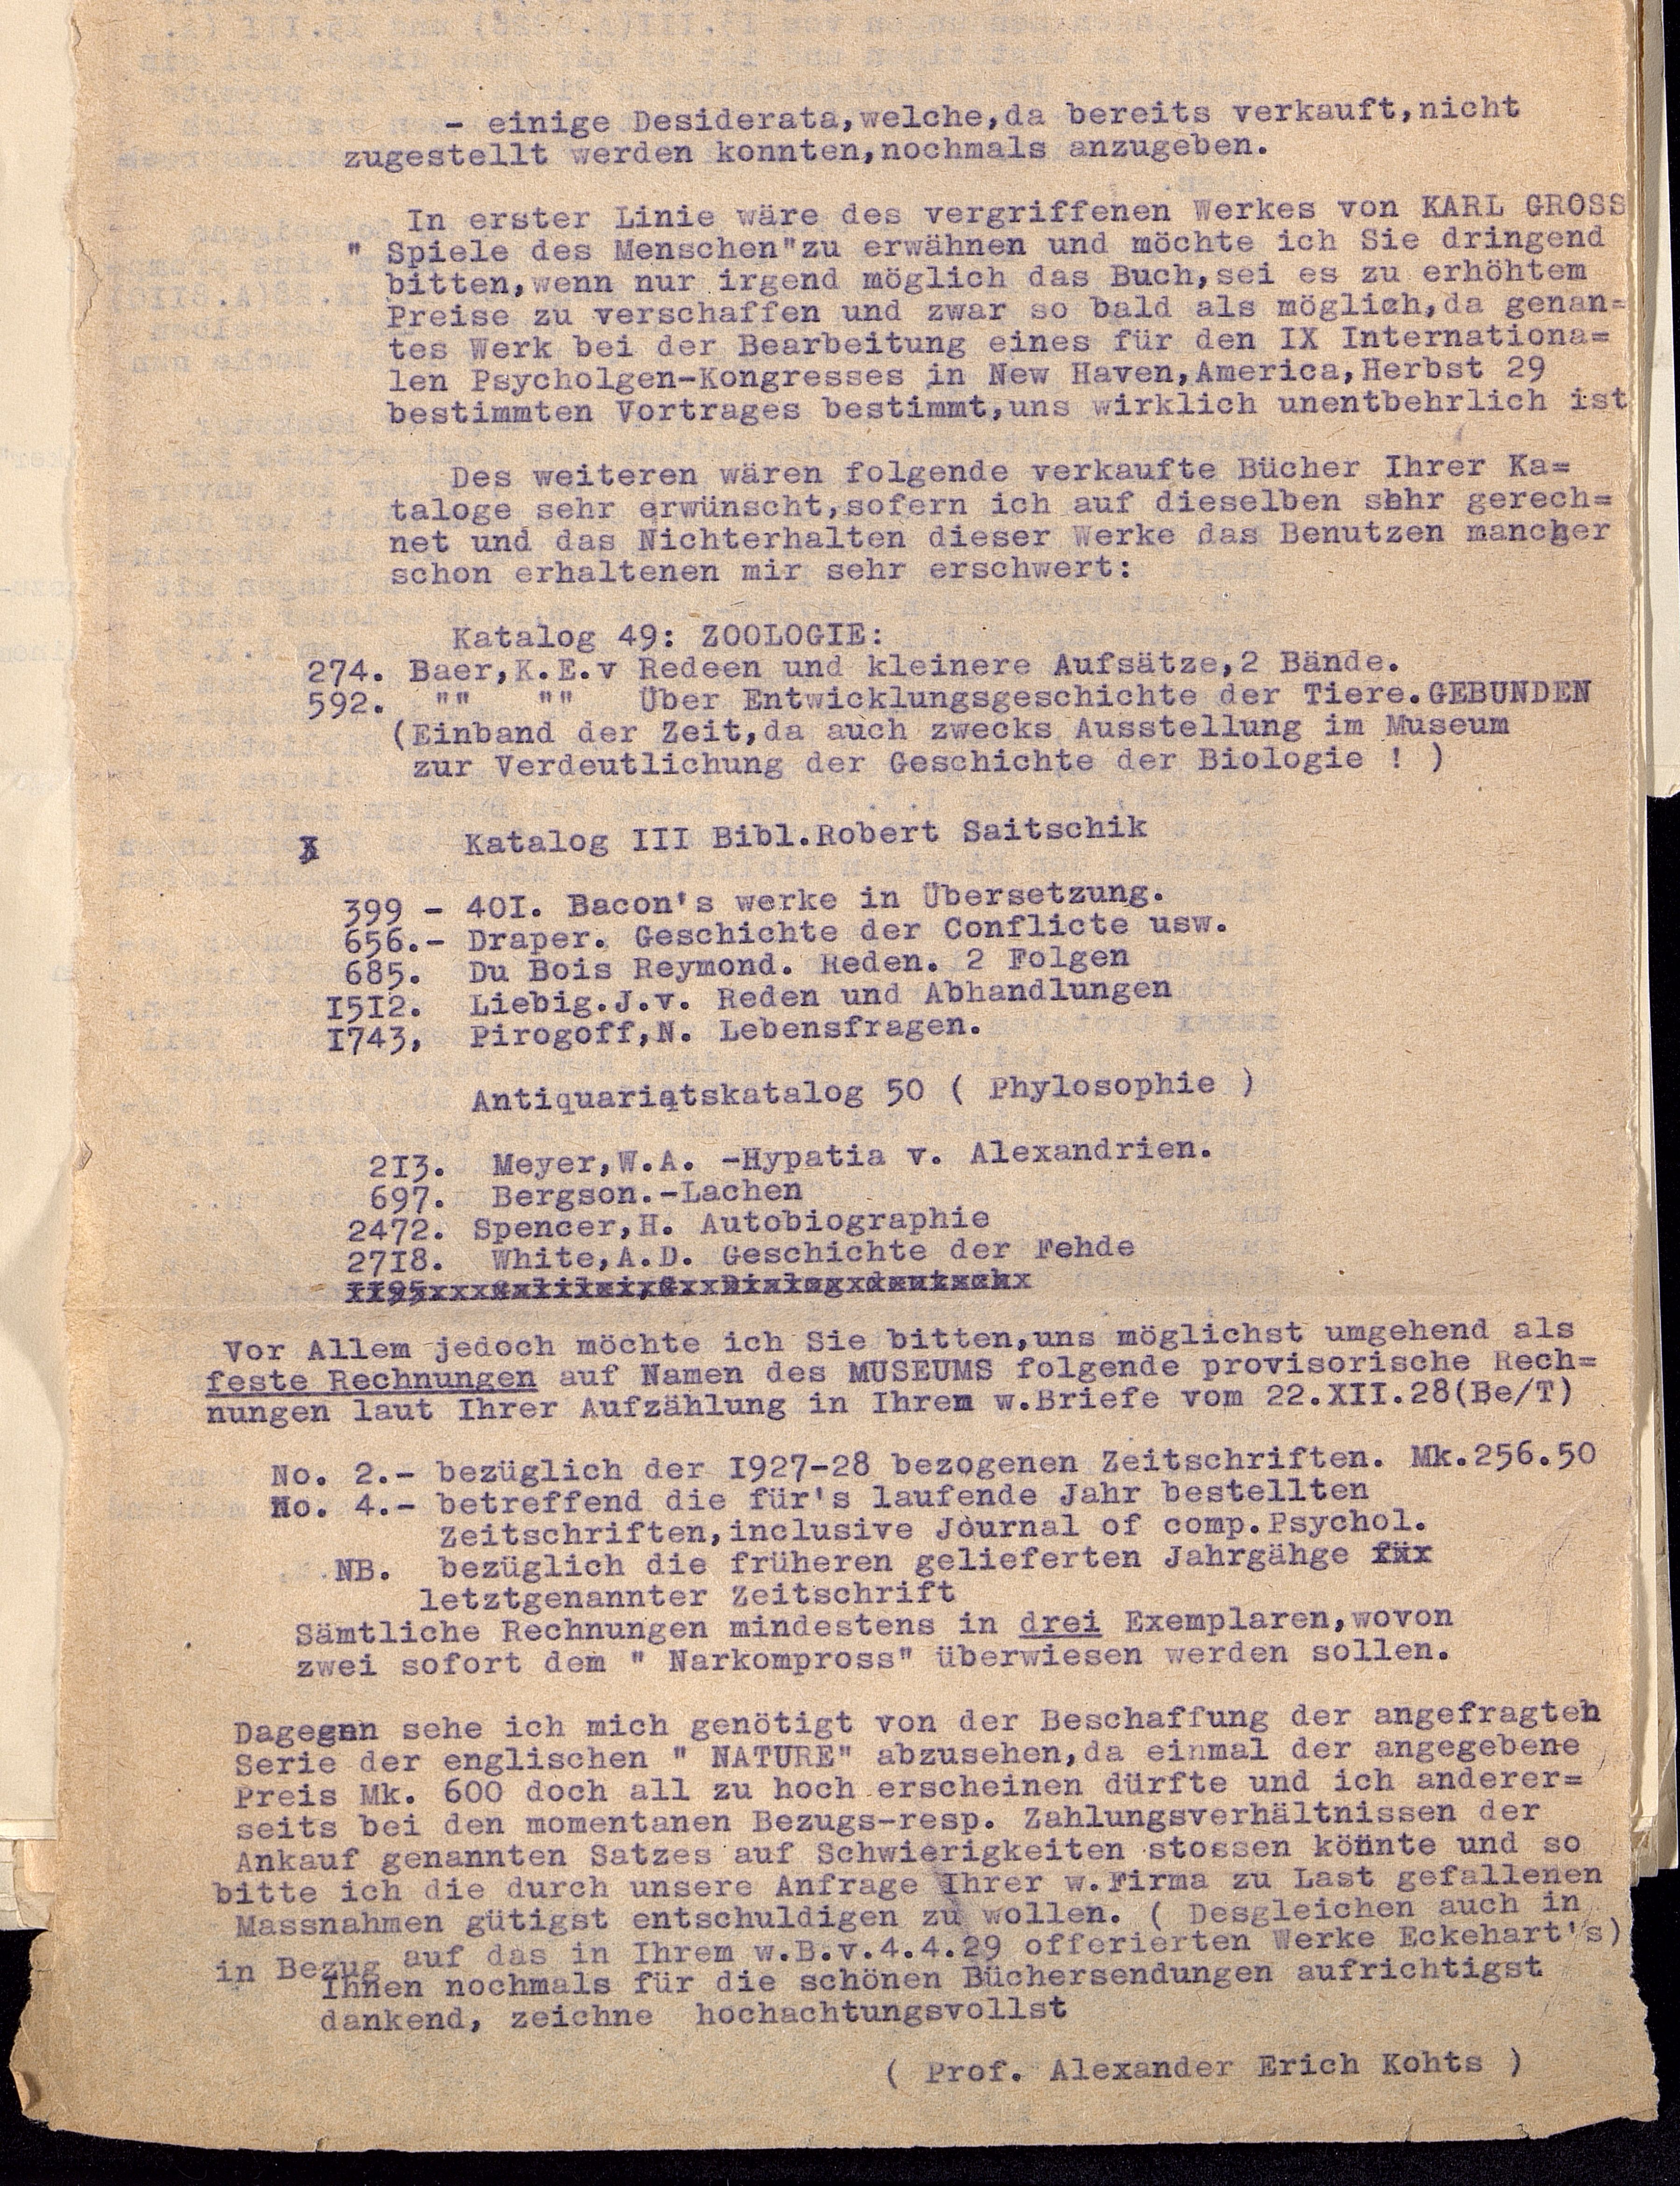 - einige Desiderata,welche,da bereits verkauft,nicht
zugestellt werden konnten,nochmals anzugeben.
In erster Linie wäre des vergriffenen Werkes von KARL GROSS
" Spiele des Menschen"zu erwähnen und möchte ich Sie dringend
bitten,wenn nur irgend möglich das Buch,sei es zu erhöhtem
Preise zu verschaffen und zwar so bald als möglich,da genan=
tes Werk bei der Bearbeitung eines für den IX Internationa=
len Psycholgen-Kongresses in New Haven,America,Herbst 29
bestimmten Vortrages bestimmt,uns wirklich unentbehrlich ist
Des weiteren wären folgende verkaufte Bücher Ihrer Ka=
taloge sehr erwünscht,sofern ich auf dieselben sehr gerech=
net und das Nichterhalten dieser Werke das Benutzen mancher
schon erhaltenen mir sehr erschwert:
Katalog 49: ZOOLOGIE:
274. Baer,K.E.v Redeen und kleinere Aufsätze,2 Bände.
592. "" "" Über Entwicklungsgeschichte der Tiere.GEBUNDEN
(Einband der Zeit,da auch zwecks Ausstellung im Museum
zur Verdeutlichung der Geschichte der Biologie ! )
Katalog III Bibl.Robert Saitschik
399 - 40I. Bacon's werke in Übersetzung.
656.- Draper. Geschichte der Conflicte usw.
685. Du Bois Reymond. Reden. 2 Folgen
I5I2. Liebig.J.v. Reden und Abhandlungen
I743, Pirogoff,N. Lebensfragen.
Antiquariatskatalog 50 ( Phylosophie )
2I3. Meyer,W.A. -Hypatia v. Alexandrien.
697. Bergson.-Lachen
2472. Spencer,H. Autobiographie
27I8. White,A.D. Geschichte der Fehde
II95 Galilei,G. Dialog deutsch
Vor Allem jedoch möchte ich Sie bitten,uns möglichst umgehend als
feste Rechnungen auf Namen des MUSEUMS folgende provisorische Rech=
nungen laut Ihrer Aufzählung in Ihrem w.Briefe vom 22.XII.28(Be/T)
No. 2.- bezüglich der I927-28 bezogenen Zeitschriften. Mk.256.50
No. 4.- betreffend die für's laufende Jahr bestellten
Zeitschriften,inclusive Journal of comp.Psychol.
NB. bezüglich die früheren gelieferten Jahrgähge für
letztgenannter Zeitschrift
Sämtliche Rechnungen mindestens in drei Exemplaren,wovon
zwei sofort dem " Narkompross" überwiesen werden sollen.
Dagegen sehe ich mich genötigt von der Beschaffung der angefragten
Serie der englischen " NATURE" abzusehen,da einmal der angegebene
Preis Mk. 600 doch all zu hoch erscheinen dürfte und ich anderer=
seits bei den momentanen Bezugs-resp. Zahlungsverhältnissen der
Ankauf genannten Satzes auf Schwierigkeiten stossen könnte und so
bitte ich die durch unsere Anfrage Ihrer w.Firma zu Last gefallenen
Massnahmen gütigst entschuldigen zu wollen. ( Desgleichen auch in
in Bezug auf das in Ihrem w.B.v.4.4.29 offerierten Werke Eckehart's)
Ihnen nochmals für die schönen Büchersendungen aufrichtigst
dankend, zeichne hochachtungsvollst
( Prof. Alexander Erich Kohts )